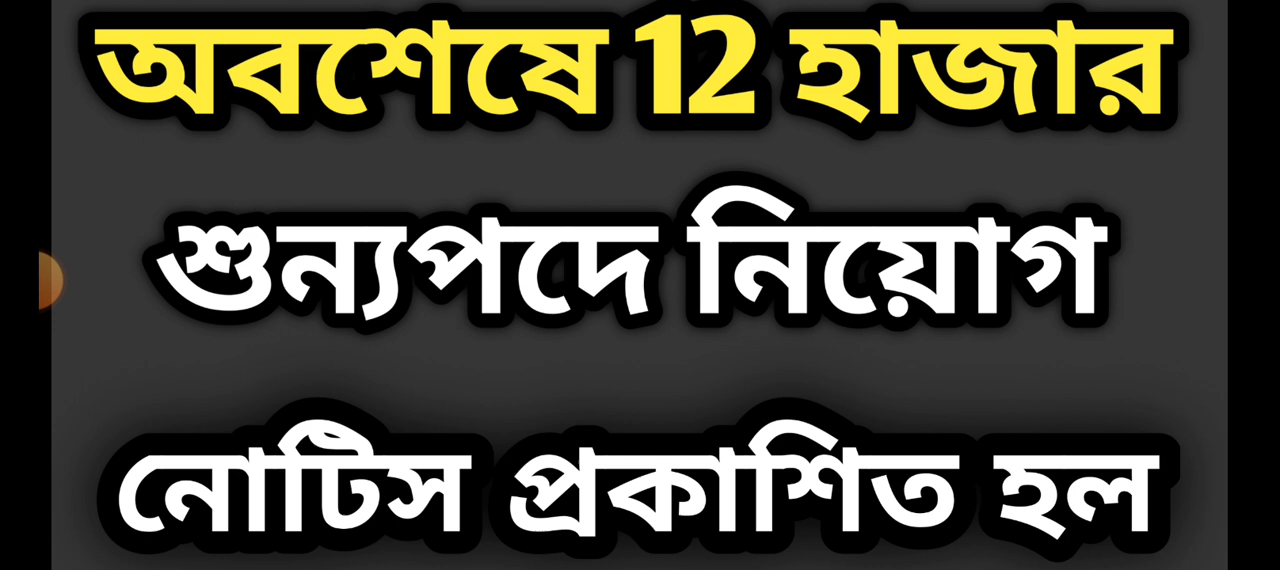 অবশেষে 12 হাজার
শুন্যপদে নিয়োগ
নোটিস প্রকাশিত হল